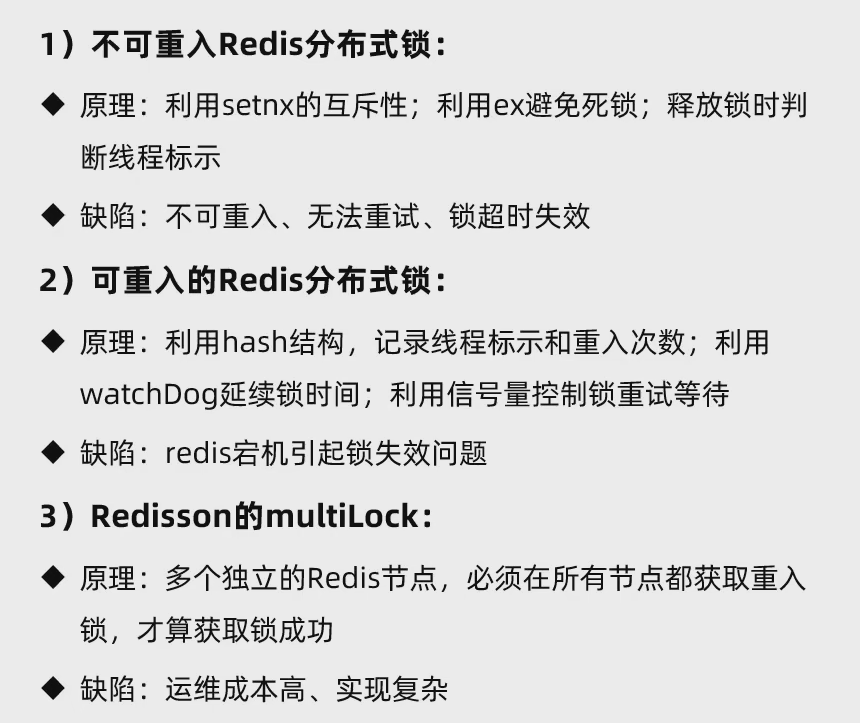 1）不可重入Redis分布式锁：
◆ 原理：利用setnx的互斥性；利用ex避免死锁；释放锁时判
断线程标示
◆ 缺陷：不可重入、无法重试、锁超时失效
2）可重入的Redis分布式锁：
◆ 原理：利用hash结构，记录线程标示和重入次数；利用
watchDog延续锁时间；利用信号量控制锁重试等待
◆ 缺陷：redis宕机引起锁失效问题
3）Redisson的multiLock：
◆ 原理：多个独立的Redis节点，必须在所有节点都获取重入
锁，才算获取锁成功
◆ 缺陷：运维成本高、实现复杂